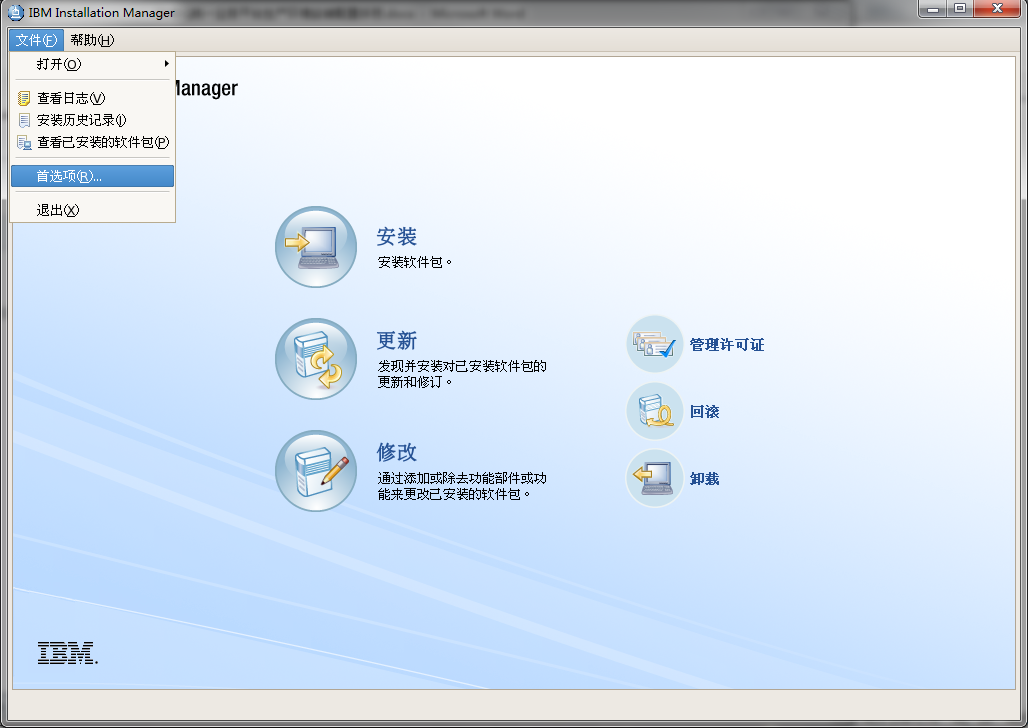 IBM Installation Manager
文件(F) 帮助(H)
打开(O)
Manager
查看日志(V)
安装历史记录(I)
查看已安装的软件包(P)
首选项(R)...
退出(X)
安装
安装软件包。
更新
发现并安装对已安装软件包的
更新和修订。
修改
通过添加或除去功能部件或功
能来更改已安装的软件包。
管理许可证
回滚
卸载
IBM.